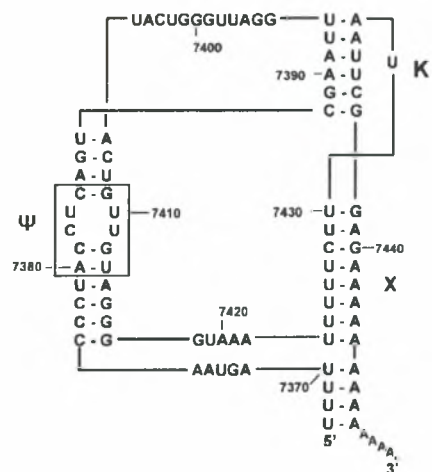 UACUGGGUUAGG
7400
U - A
U - A
7390
A - U
A - U
G - C
C - G
U
K
U - A
G - C
A - U
C - G
U U
C U
C - G
A - U
U - A
C - G
C - G
C - G
Ψ
7410
7380
7430
U - G
U - A
C - G
7440
U - A
U - A
U - A
U - A
U - A
X
7420
GUAAA
AAUGA
7370
U - A
U - A
U - A
U - A
AAAA
5'
3'